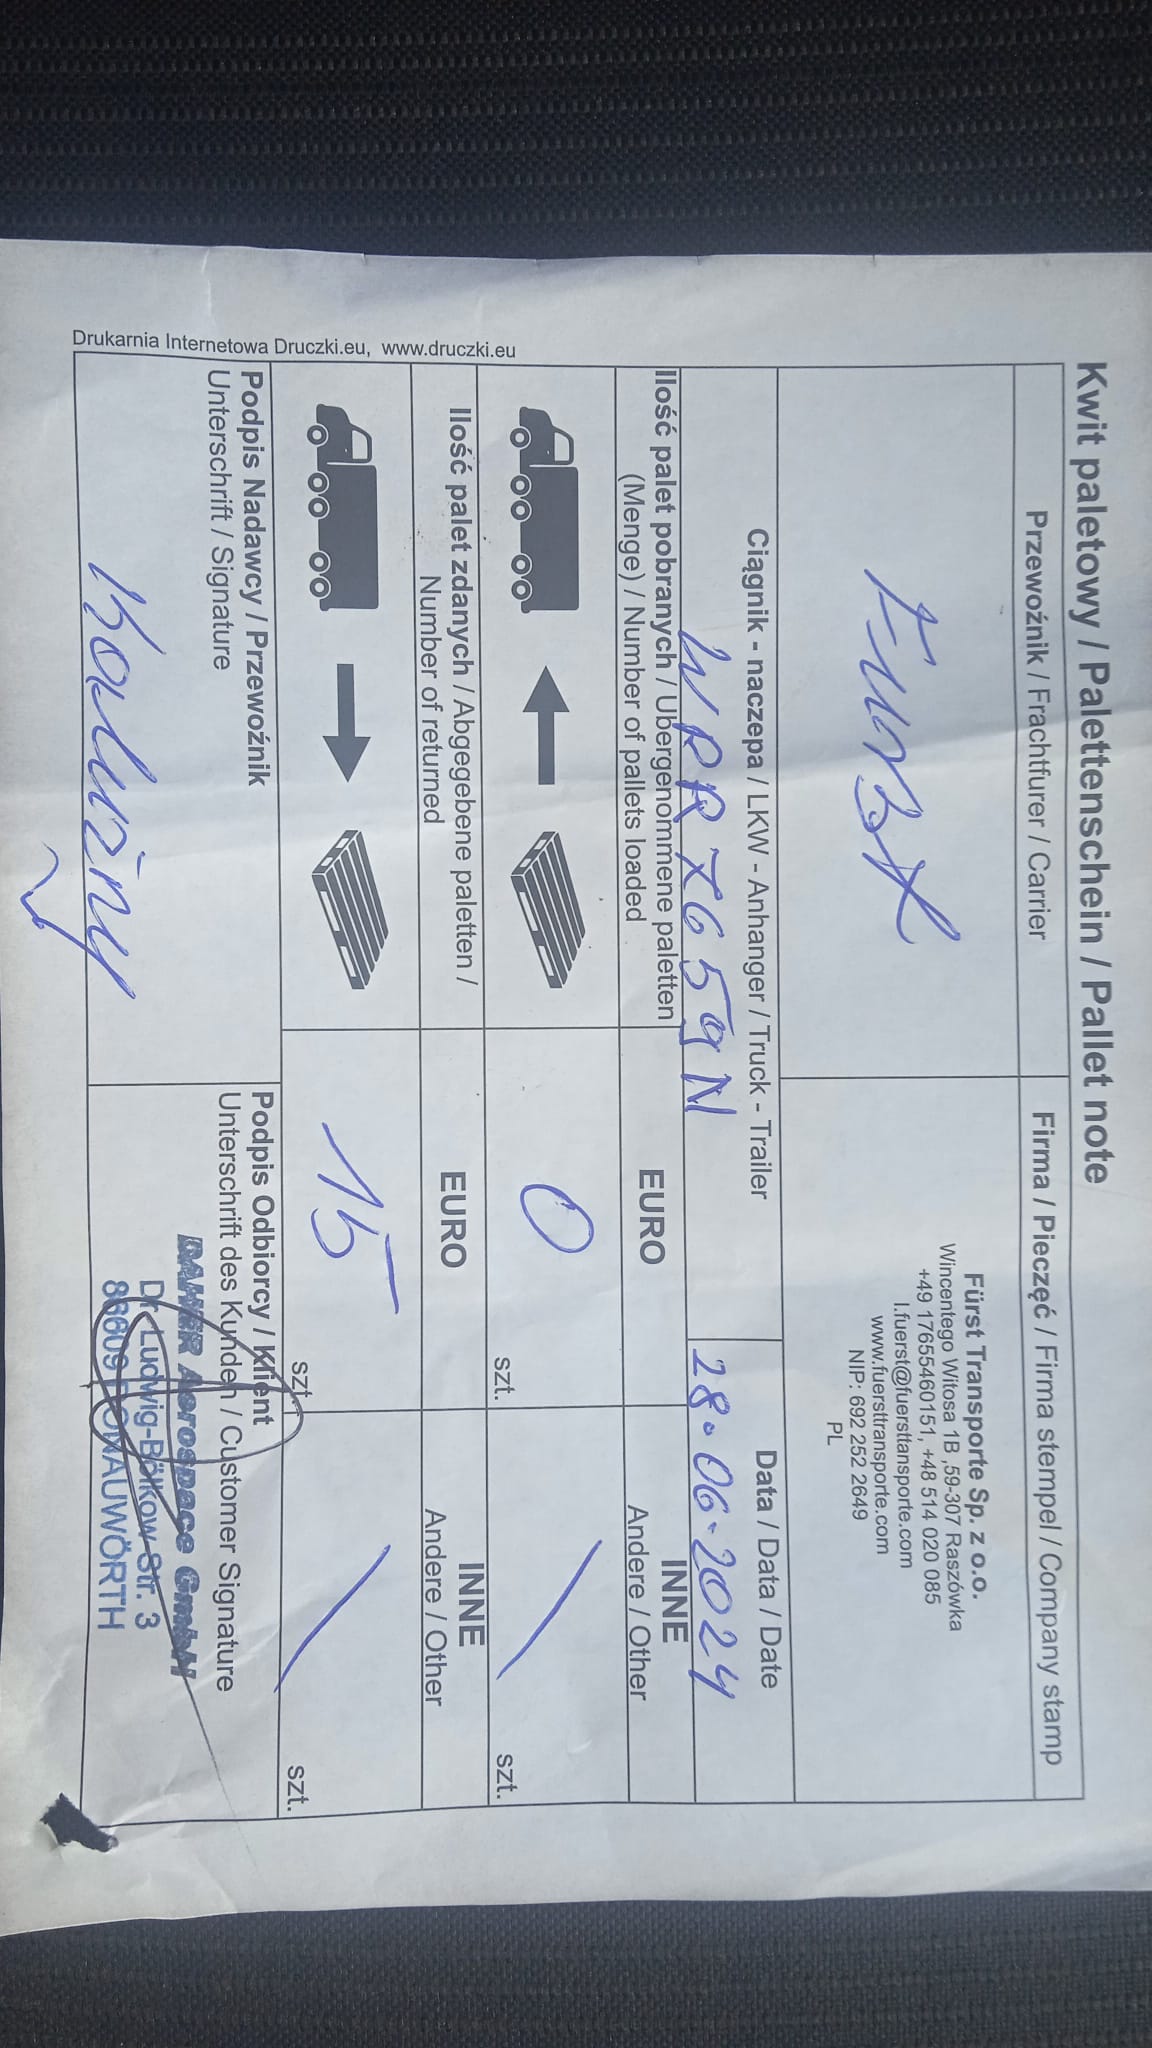 Kwit paletowy / Palettenschein / Pallet note
Przewoźnik / Frachtfurer / Carrier
Firma / Pieczęć / Firma stempel / Company stamp
Fürst
Fürst Transporte Sp. z o.o.
Wincentego Witosa 1B ,59-307 Raszówka
+49 17655460151, +48 514 020 085
l.fuerst@fuersttansporte.com
www.fuersttransporte.com
NIP: 692 252 2649
PL
Ciągnik - naczepa / LKW - Anhanger / Truck - Trailer
Data / Data / Date
WPR 7659N
28.06.2024
Ilość palet pobranych / Ubergenommene paletten
(Menge) / Number of pallets loaded
EURO
INNE
Andere / Other
0
szt.
/
szt.
Ilość palet zdanych / Abgegebene paletten /
Number of returned
EURO
INNE
Andere / Other
15
szt.
/
szt.
Podpis Nadawcy / Przewoźnik
Unterschrift / Signature
Podpis Odbiorcy / Klient
Unterschrift des Kunden / Customer Signature
DAHER Aerospace GmbH
Dr.-Ludwig-Bölkow-Str. 3
86609 DONAUWÖRTH
Drukarnia Internetowa Druczki.eu, www.druczki.eu